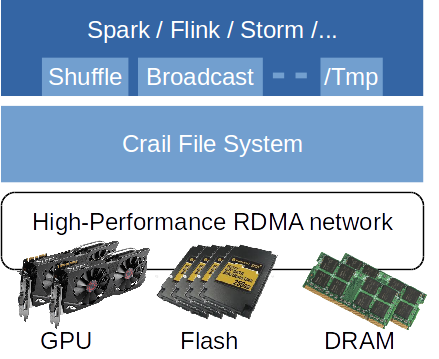 Spark / Flink / Storm /...
Shuffle Broadcast - - /Tmp
Crail File System
High-Performance RDMA network
GPU Flash DRAM